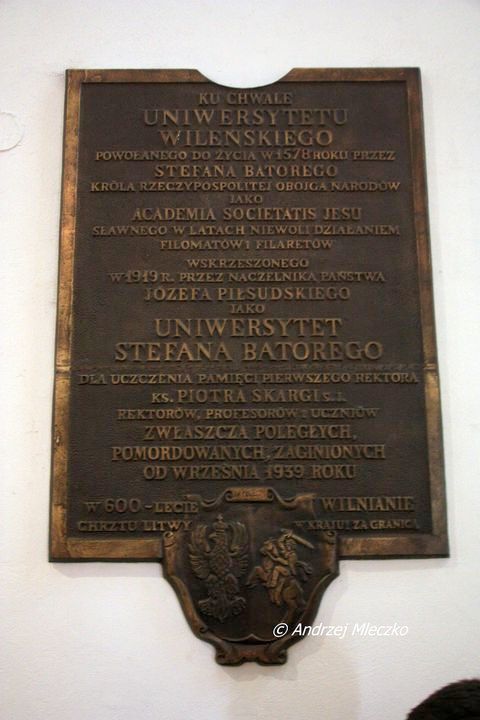 KU CHWALE
UNIWERSYTETU
WILEŃSKIEGO
POWOŁANEGO DO ŻYCIA W 1578 ROKU PRZEZ
STEFANA BATOREGO
KRÓLA RZECZYPOSPOLITEJ OBOJGA NARODÓW
JAKO
ACADEMIA SOCIETATIS JESU
SŁAWNEGO W LATACH NIEWOLI DZIAŁANIEM
FILOMATÓW I FILARETÓW
WSKRZESZONEGO
W 1919 R. PRZEZ NACZELNIKA PAŃSTWA
JÓZEFA PIŁSUDSKIEGO
JAKO
UNIWERSYTET
STEFANA BATOREGO
DLA UCZCZENIA PAMIĘCI PIERWSZEGO REKTORA
KS. PIOTRA SKARGI S.I.
REKTORÓW, PROFESORÓW I UCZNIÓW
ZWŁASZCZA POLEGŁYCH,
POMORDOWANYCH, ZAGINIONYCH
OD WRZEŚNIA 1939 ROKU
W 600-LECIE
CHRZTU LITWY
WILNIANIE
W KRAJU I ZA GRANICĄ
© Andrzej Mleczko